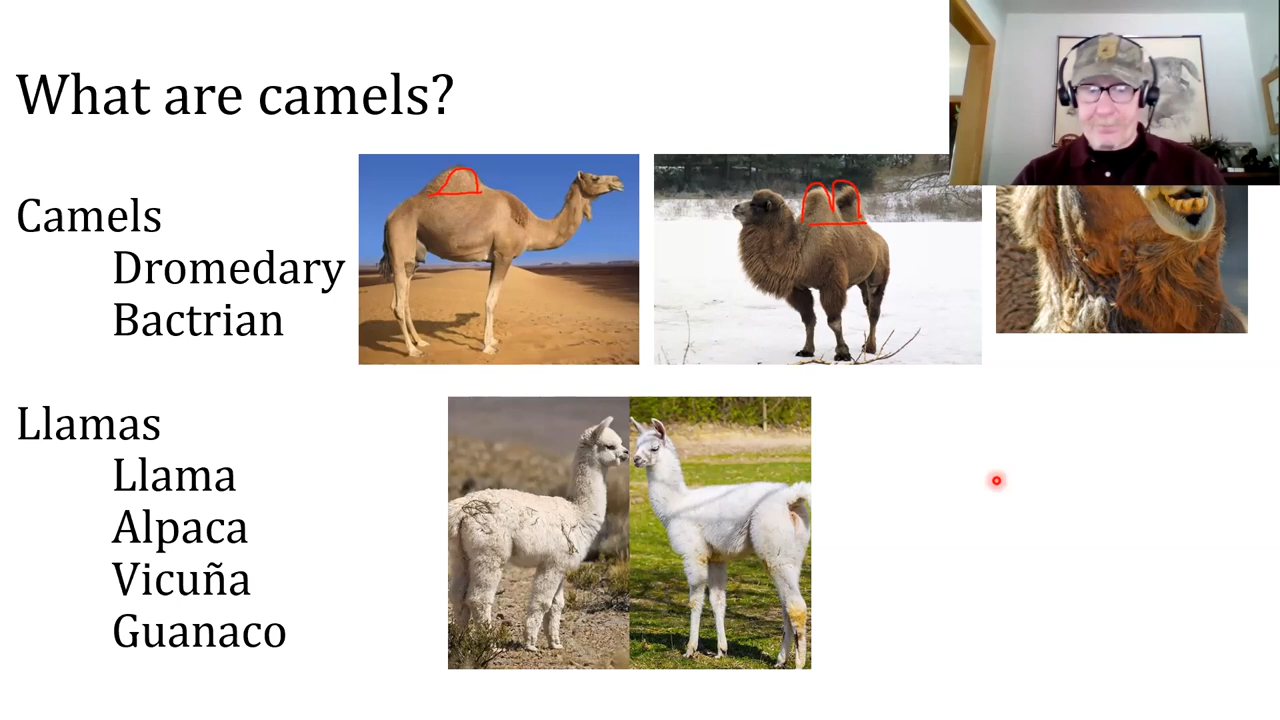 What are camels?
Camels
Dromedary
Bactrian
Llamas
Llama
Alpaca
Vicuña
Guanaco